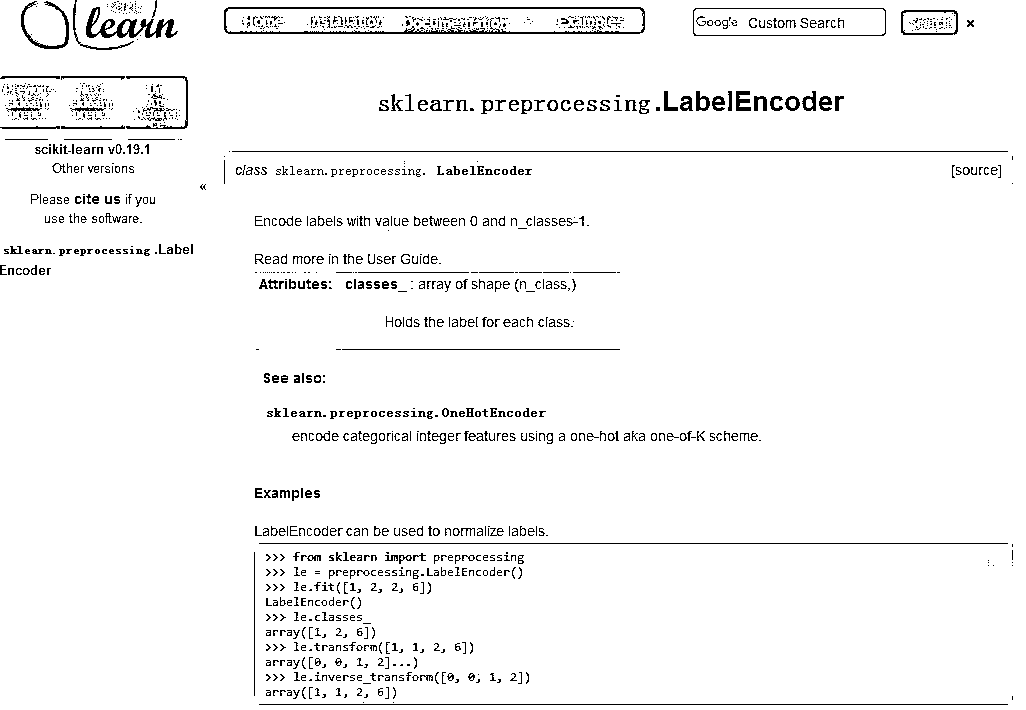 learn
Home Installation Documentation Examples
Google Custom Search
Search ×
scikit-learn v0.19.1
Other versions
Please cite us if you
use the software.
sklearn.preprocessing.Label
Encoder
«
sklearn.preprocessing.LabelEncoder
class sklearn.preprocessing. LabelEncoder [source]
Encode labels with value between 0 and n_classes-1.
Read more in the User Guide.
Attributes: classes_ : array of shape (n_class,)
Holds the label for each class.
See also:
sklearn.preprocessing.OneHotEncoder
encode categorical integer features using a one-hot aka one-of-K scheme.
Examples
LabelEncoder can be used to normalize labels.
>>> from sklearn import preprocessing
>>> le = preprocessing.LabelEncoder()
>>> le.fit([1, 2, 2, 6])
LabelEncoder()
>>> le.classes_
array([1, 2, 6])
>>> le.transform([1, 1, 2, 6])
array([0, 0, 1, 2]...)
>>> le.inverse_transform([0, 0, 1, 2])
array([1, 1, 2, 6])